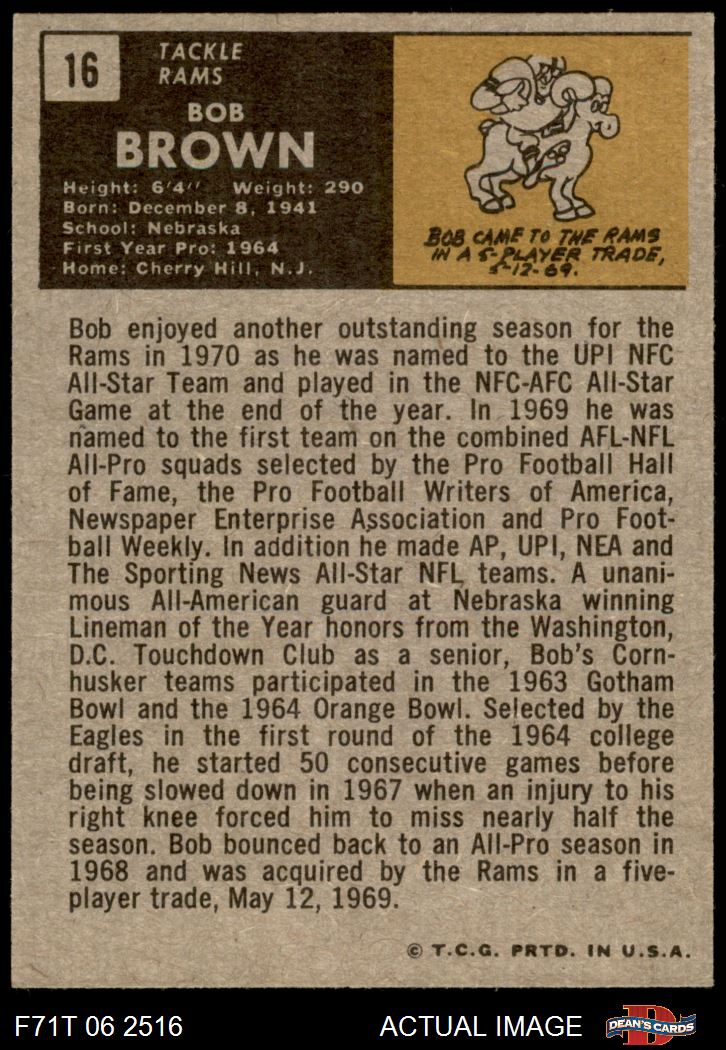 16
TACKLE
RAMS
BOB
BROWN
Height: 6'4" Weight: 290
Born: December 8, 1941
School: Nebraska
First Year Pro: 1964
Home: Cherry Hill, N.J.
BOB CAME TO THE RAMS
IN A 5-PLAYER TRADE,
5-12-69.
Bob enjoyed another outstanding season for the
Rams in 1970 as he was named to the UPI NFC
All-Star Team and played in the NFC-AFC All-Star
Game at the end of the year. In 1969 he was
named to the first team on the combined AFL-NFL
All-Pro squads selected by the Pro Football Hall
of Fame, the Pro Football Writers of America,
Newspaper Enterprise Association and Pro Foot-
ball Weekly. In addition he made AP, UPI, NEA and
The Sporting News All-Star NFL teams. A unani-
mous All-American guard at Nebraska winning
Lineman of the Year honors from the Washington,
D.C. Touchdown Club as a senior, Bob's Corn-
husker teams participated in the 1963 Gotham
Bowl and the 1964 Orange Bowl. Selected by the
Eagles in the first round of the 1964 college
draft, he started 50 consecutive games before
being slowed down in 1967 when an injury to his
right knee forced him to miss nearly half the
season. Bob bounced back to an All-Pro season in
1968 and was acquired by the Rams in a five-
player trade, May 12, 1969.
© T.C.G. PRTD. IN U.S.A.
F71T 06 2516 ACTUAL IMAGE
D
DEAN'S CARDS